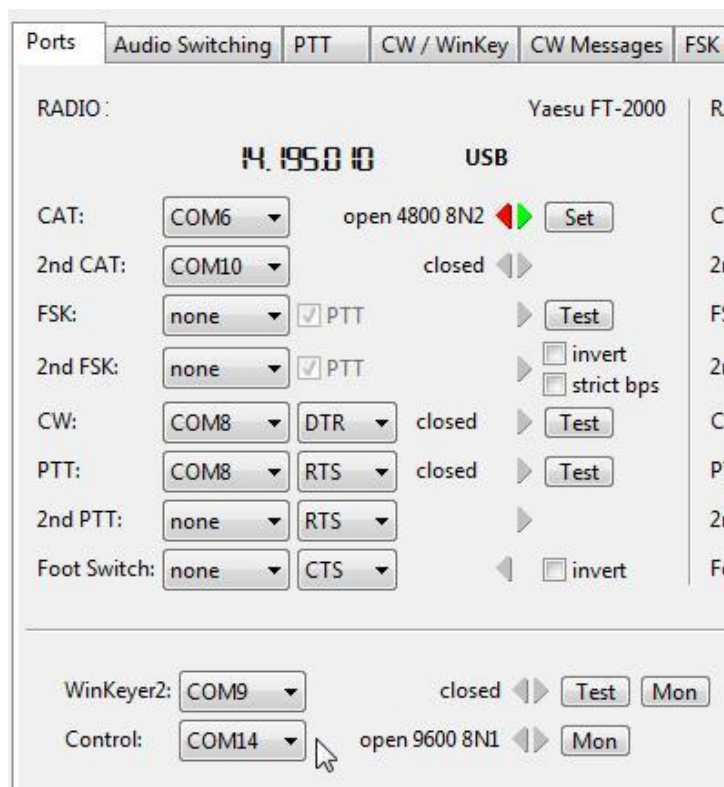 Ports Audio Switching PTT CW / WinKey CW Messages FSK
RADIO: Yaesu FT-2000 R
14.195.010 USB
CAT: COM6 open 4800 8N2 Set C
2nd CAT: COM10 closed 2
FSK: none PTT Test F
2nd FSK: none PTT invert 2
strict bps
CW: COM8 DTR closed Test C
PTT: COM8 RTS closed Test P
2nd PTT: none RTS 2
Foot Switch: none CTS invert F
WinKeyer2: COM9 closed Test Mon
Control: COM14 open 9600 8N1 Mon